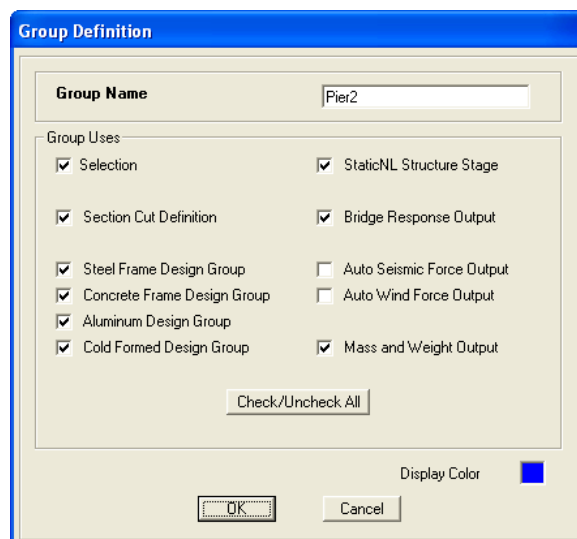 Group Definition
Group Name
Pier2
Group Uses
Selection
StaticNL Structure Stage
Section Cut Definition
Bridge Response Output
Steel Frame Design Group
Auto Seismic Force Output
Concrete Frame Design Group
Auto Wind Force Output
Aluminum Design Group
Cold Formed Design Group
Mass and Weight Output
Check/Uncheck All
Display Color
OK
Cancel